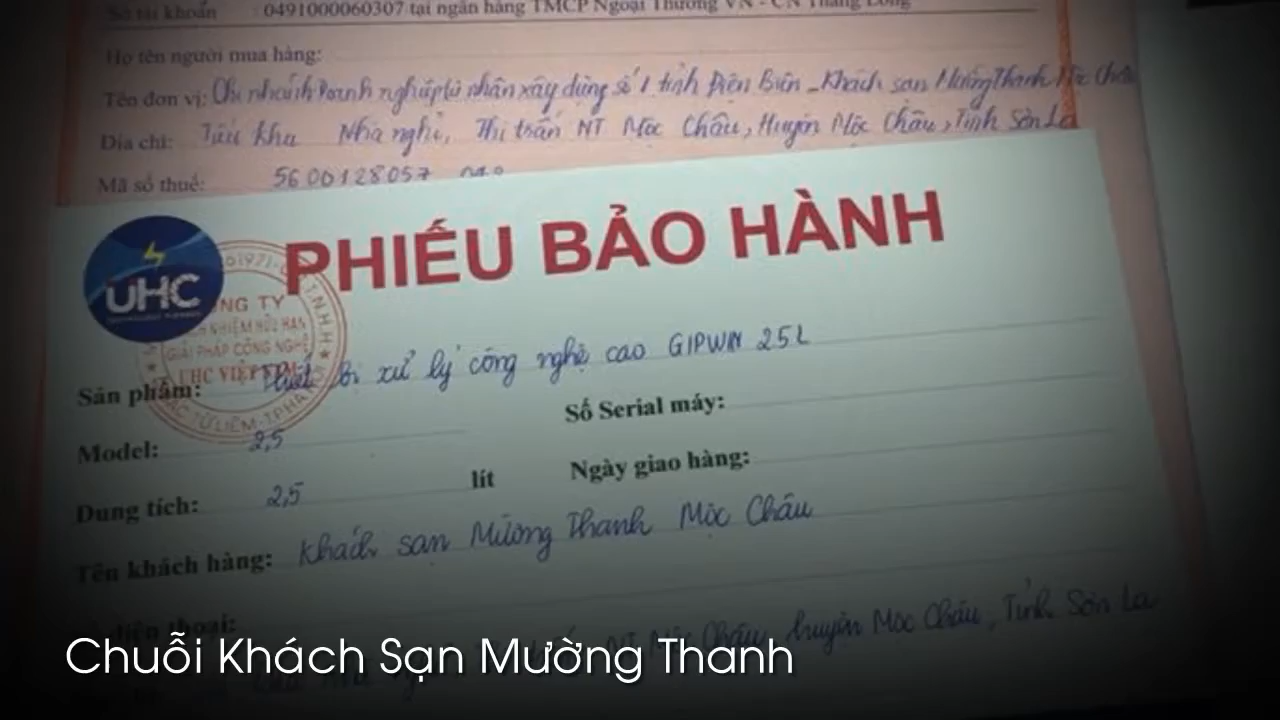 Số tài khoản 0491000060307 tại ngân hàng TMCP Ngoại Thương VN - CN Thăng Long
Họ tên người mua hàng:
Tên đơn vị: Chi nhánh Doanh nghiệp tư nhân xây dựng số 1 tỉnh Điện Biên - Khách sạn Mường Thanh Mộc Châu
Địa chỉ: Tiểu khu Nhà nghỉ, Thị trấn NT Mộc Châu, Huyện Mộc Châu, Tỉnh Sơn La
Mã số thuế: 5600128057
PHIẾU BẢO HÀNH
UHC
CÔNG TY
TRÁCH NHIỆM HỮU HẠN
GIẢI PHÁP CÔNG NGHỆ
UHC VIỆT NAM
Sản phẩm: Thiết bị xử lý công nghệ cao GIPWIN 25L
Số Serial máy:
Model: 2,5
Ngày giao hàng:
Dung tích: 2,5 lít
Tên khách hàng: Khách sạn Mường Thanh Mộc Châu
điện thoại:
NT Mộc Châu, huyện Mộc Châu, Tỉnh Sơn La
Chuỗi Khách Sạn Mường Thanh